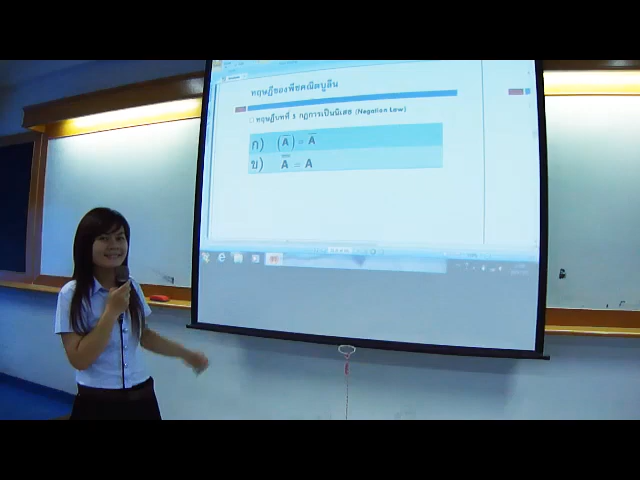 ทฤษฎีของพีชคณิตบูลีน
ทฤษฎีบทที่ 3 กฎการเป็นนิเสธ (Negation Law)
ก) (A̅) = A̅
ข) A̿ = A